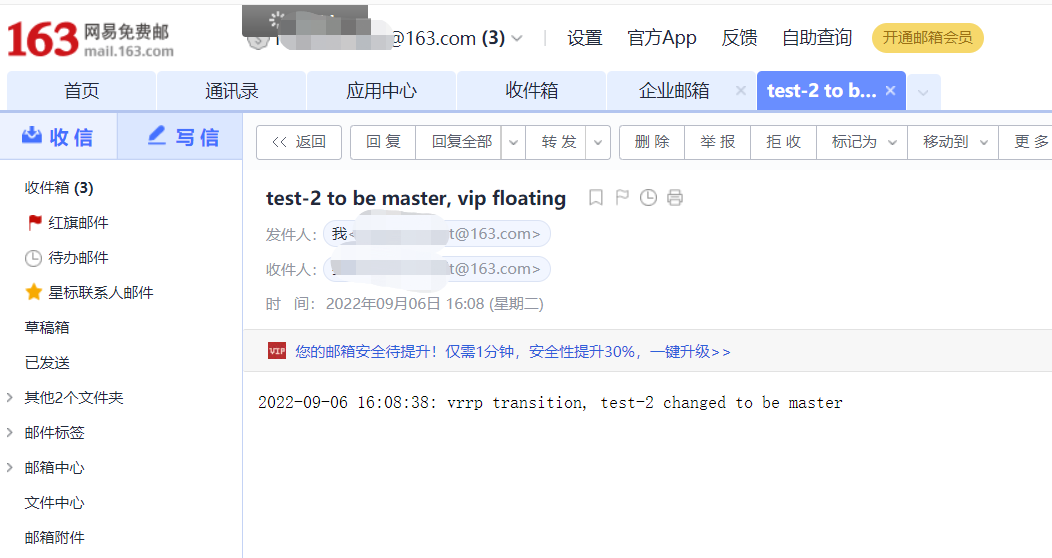 163 网易免费邮
mail.163.com
@163.com (3)
设置 官方App 反馈 自助查询 开通邮箱会员
首页 通讯录 应用中心 收件箱 企业邮箱 × test-2 to b... ×
收信 写信
<< 返回 回复 回复全部 转发 删除 举报 拒收 标记为 移动到 更多
收件箱 (3)
红旗邮件
待办邮件
星标联系人邮件
草稿箱
已发送
其他2个文件夹
邮件标签
邮箱中心
文件中心
邮箱附件
test-2 to be master, vip floating
发件人： 我< t@163.com>
收件人： t@163.com>
时 间： 2022年09月06日 16:08 (星期二)
VIP 您的邮箱安全待提升！仅需1分钟，安全性提升30%，一键升级>>
2022-09-06 16:08:38: vrrp transition, test-2 changed to be master